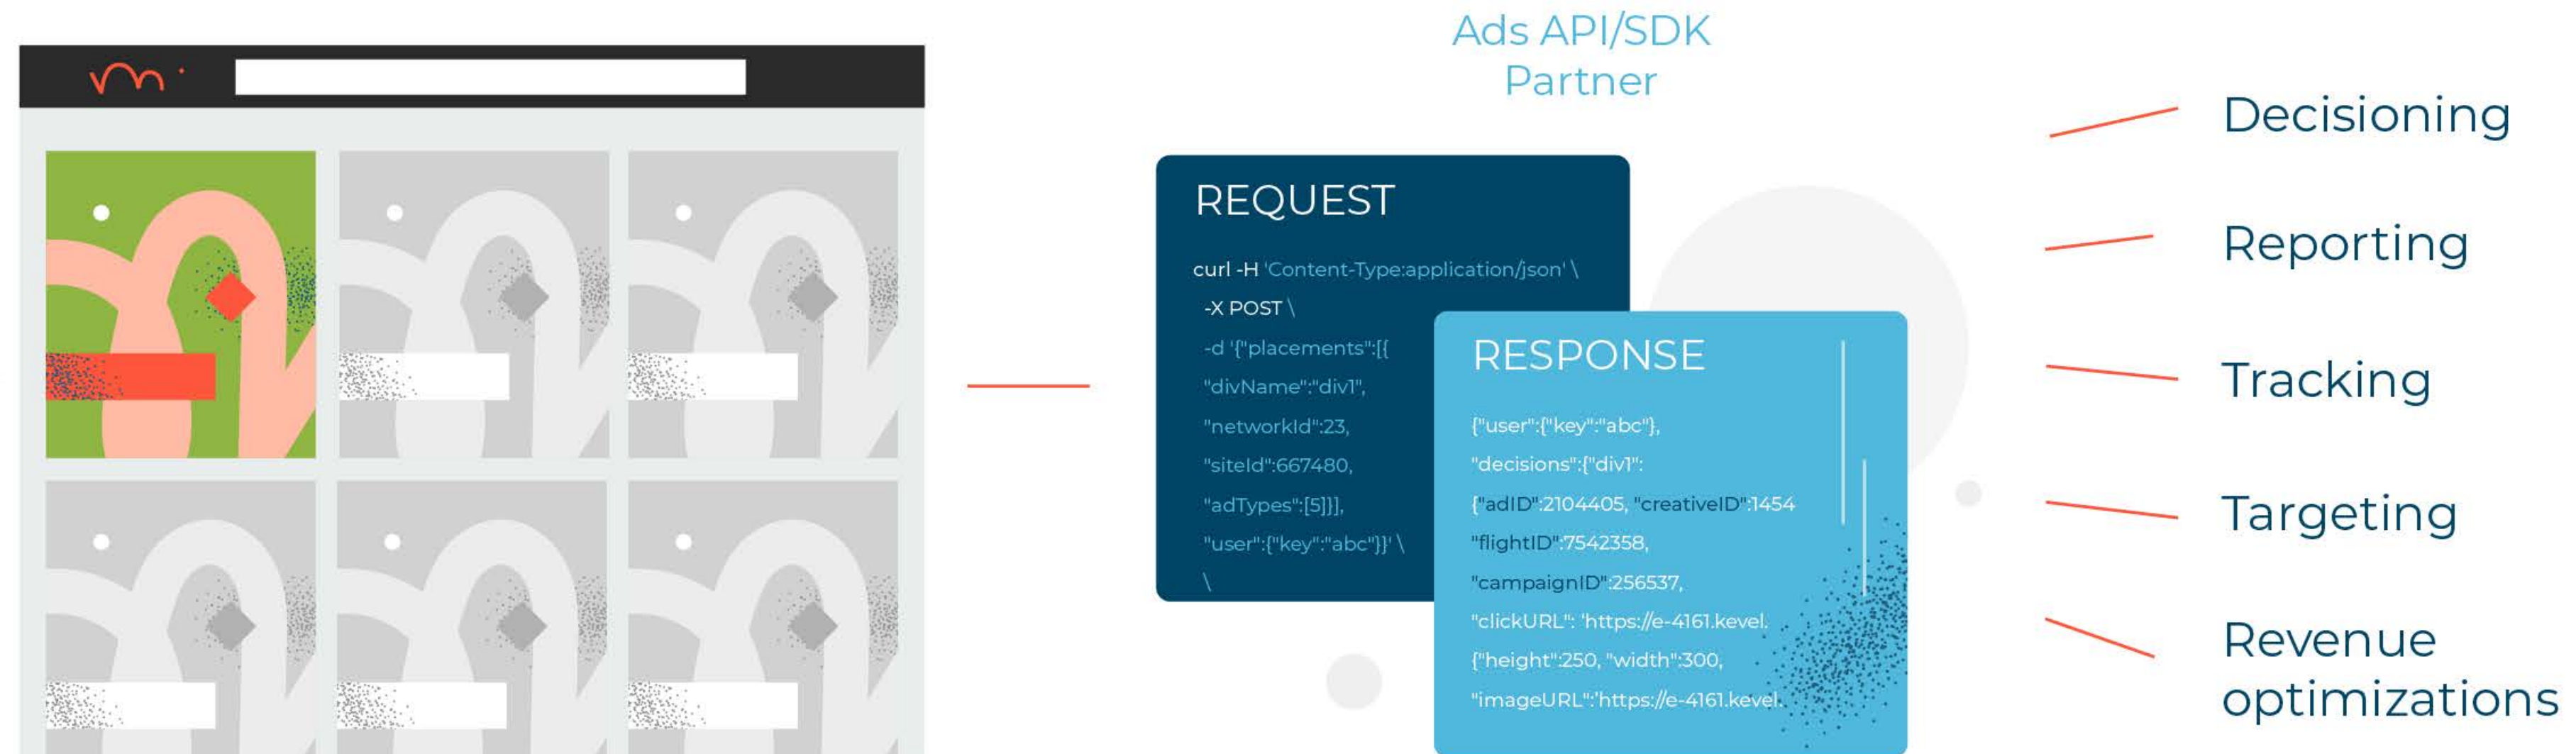 Ads API/SDK
Partner
REQUEST
curl -H 'Content-Type:application/json' \
-X POST \
-d '{"placements":[{
"divName":"div1",
"networkId":23,
"siteId":667480,
"adTypes":[5]}],
"user":{"key":"abc"}}' \
\
RESPONSE
{"user":{"key":"abc"},
"decisions":{"div1":
{"adID":2104405, "creativeID":1454
"flightID":7542358,
"campaignID":256537,
"clickURL": 'https://e-4161.kevel.
{"height":250, "width":300,
"imageURL":'https://e-4161.kevel.
Decisioning
Reporting
Tracking
Targeting
Revenue
optimizations